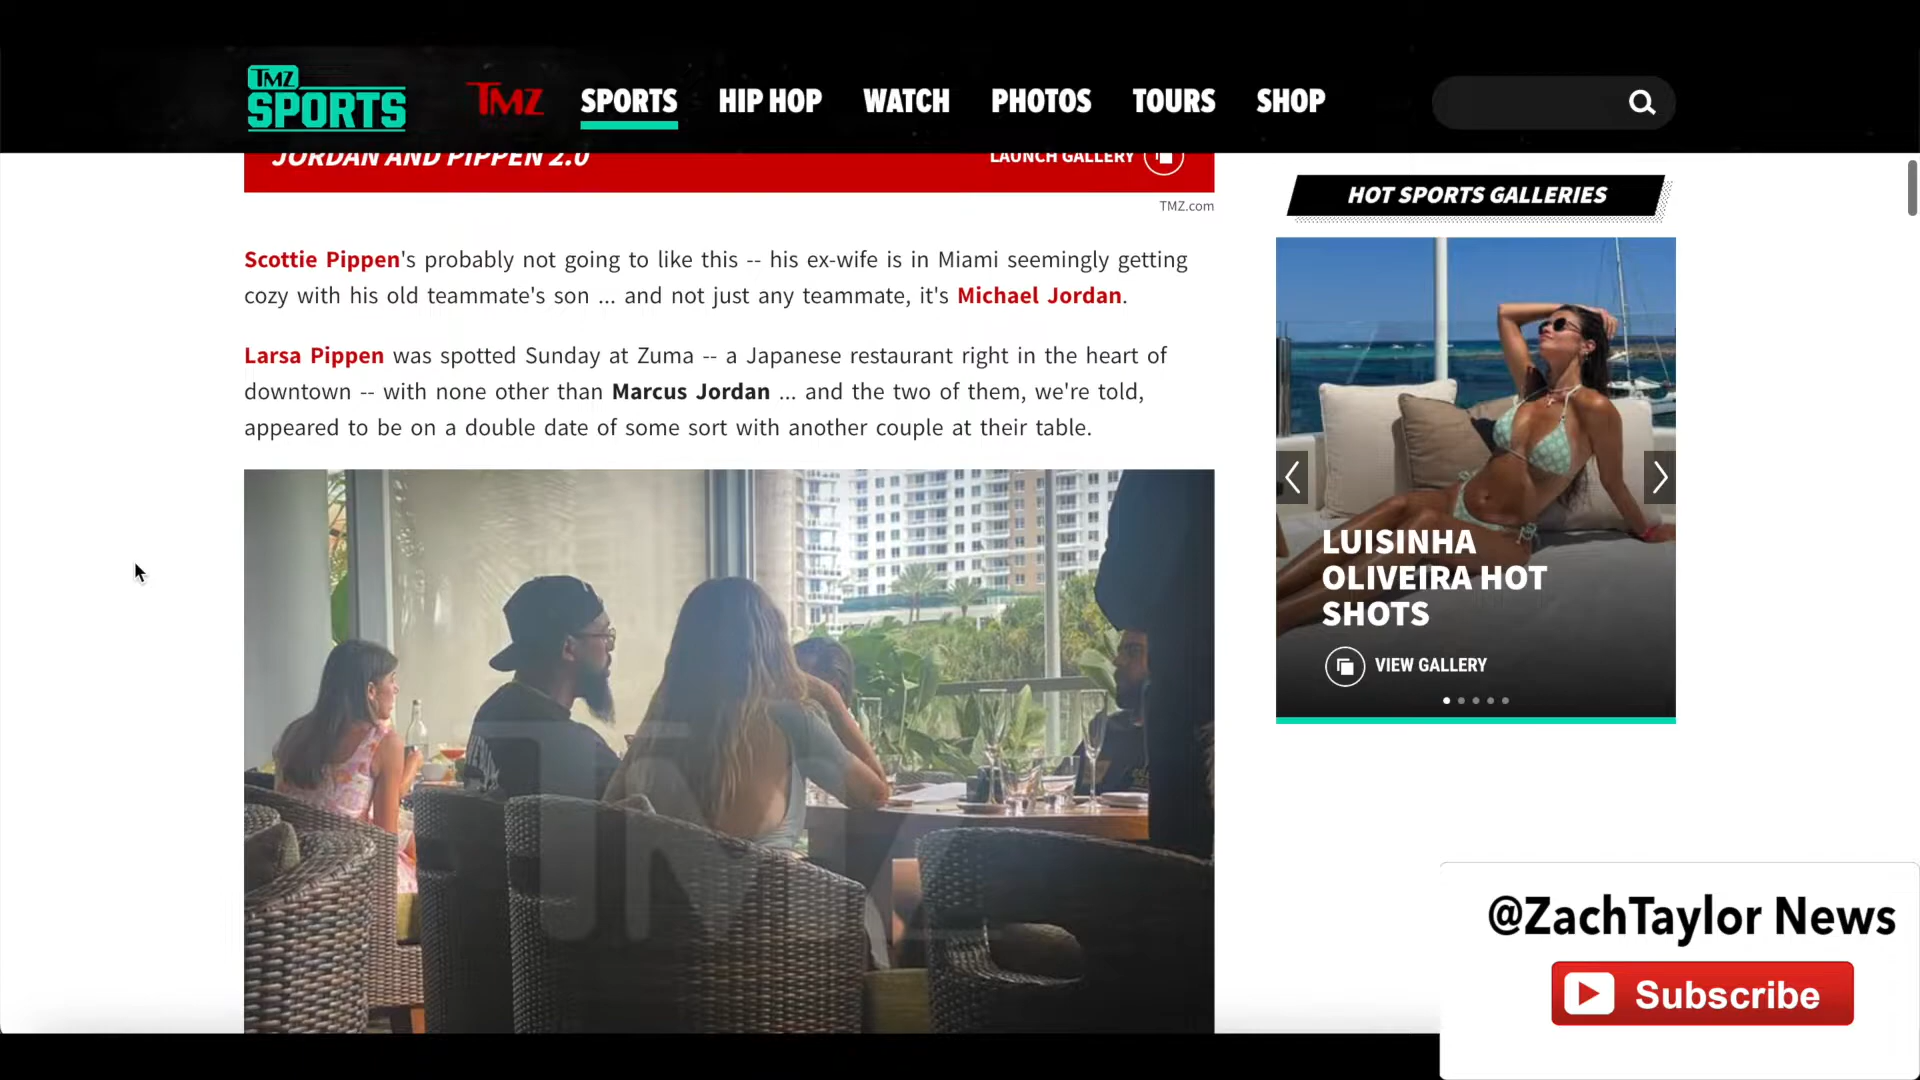 TMZ
SPORTS
TMZ SPORTS HIP HOP WATCH PHOTOS TOURS SHOP
JORDAN AND PIPPEN 2.0
LAUNCH GALLERY
TMZ.com
Scottie Pippen's probably not going to like this -- his ex-wife is in Miami seemingly getting
cozy with his old teammate's son ... and not just any teammate, it's Michael Jordan.
Larsa Pippen was spotted Sunday at Zuma -- a Japanese restaurant right in the heart of
downtown -- with none other than Marcus Jordan ... and the two of them, we're told,
appeared to be on a double date of some sort with another couple at their table.
TMZ
HOT SPORTS GALLERIES
LUISINHA
OLIVEIRA HOT
SHOTS
VIEW GALLERY
@ZachTaylor News
Subscribe